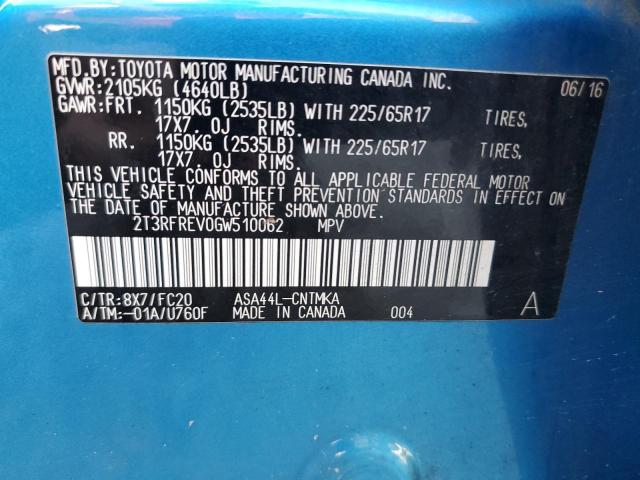 MFD.BY:TOYOTA MOTOR MANUFACTURING CANADA INC.
GVWR:2105KG (4640LB) 06/16
GAWR:FRT. 1150KG (2535LB) WITH 225/65R17 TIRES,
17X7.0J RIMS.
RR. 1150KG (2535LB) WITH 225/65R17 TIRES,
17X7.0J RIMS.
THIS VEHICLE CONFORMS TO ALL APPLICABLE FEDERAL MOTOR
VEHICLE SAFETY AND THEFT PREVENTION STANDARDS IN EFFECT ON
THE DATE OF MANUFACTURE SHOWN ABOVE.
2T3RFREV0GW510062 MPV
C/TR:8X7/FC20 ASA44L-CNTMKA
A/TM:-01A/U760F MADE IN CANADA 004 A